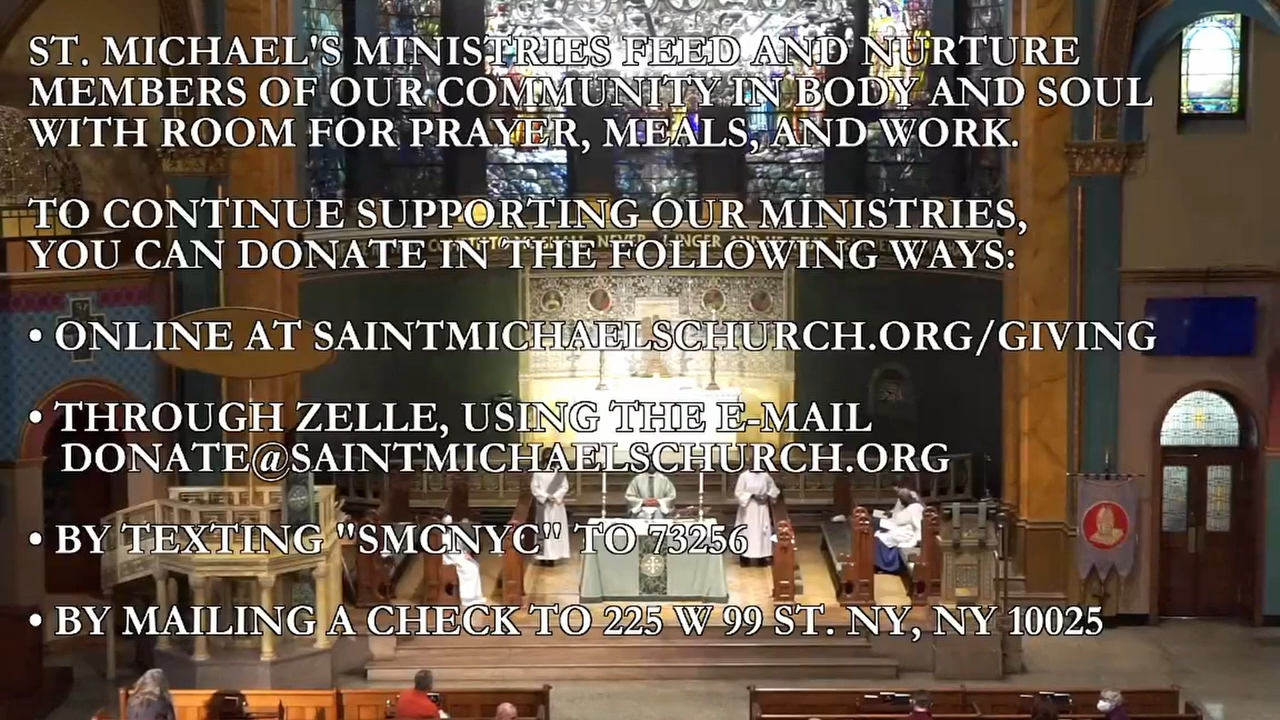 ST. MICHAEL'S MINISTRIES FEED AND NURTURE
MEMBERS OF OUR COMMUNITY IN BODY AND SOUL
WITH ROOM FOR PRAYER, MEALS, AND WORK.
TO CONTINUE SUPPORTING OUR MINISTRIES,
YOU CAN DONATE IN THE FOLLOWING WAYS:
• ONLINE AT SAINTMICHAELSCHURCH.ORG/GIVING
• THROUGH ZELLE, USING THE E-MAIL
DONATE@SAINTMICHAELSCHURCH.ORG
• BY TEXTING "SMCNYC" TO 73256
• BY MAILING A CHECK TO 225 W 99 ST. NY, NY 10025